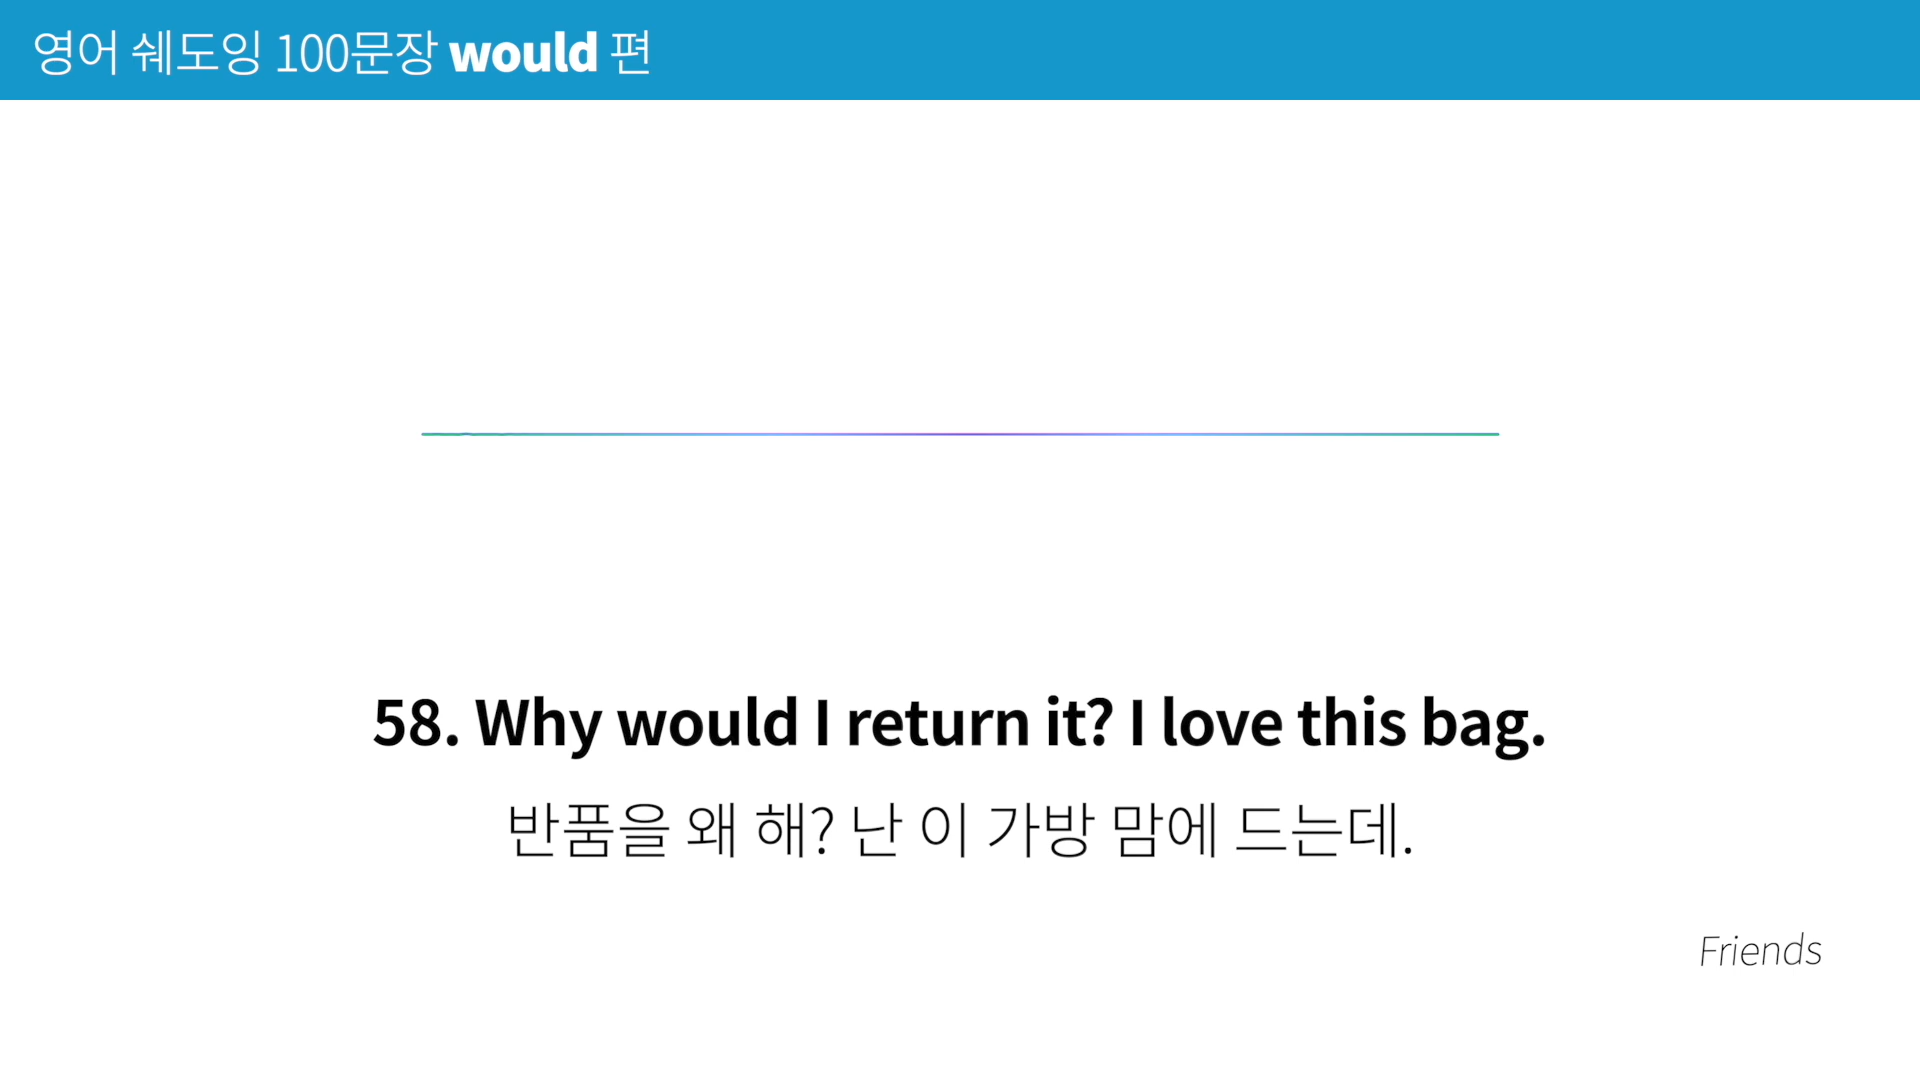 영어 쉐도잉 100문장 would 편
58. Why would I return it? I love this bag.
반품을 왜 해? 난 이 가방 맘에 드는데.
Friends